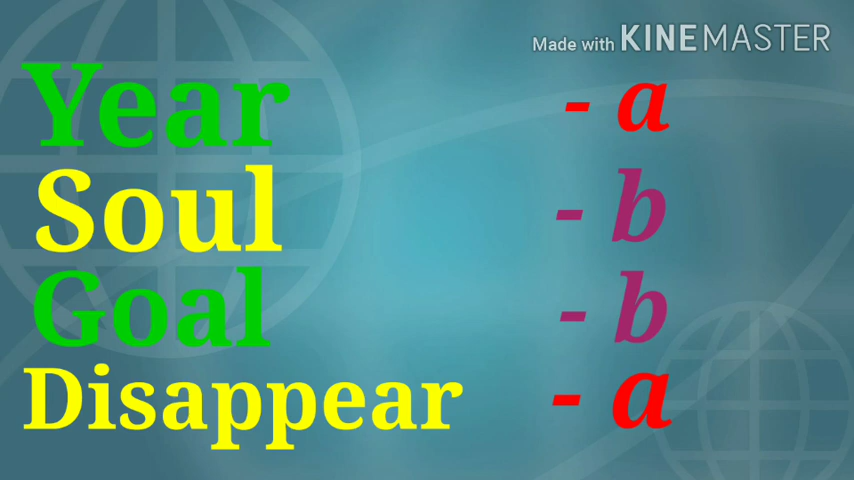 Made with KINEMASTER
Year - a
Soul - b
Goal - b
Disappear - a